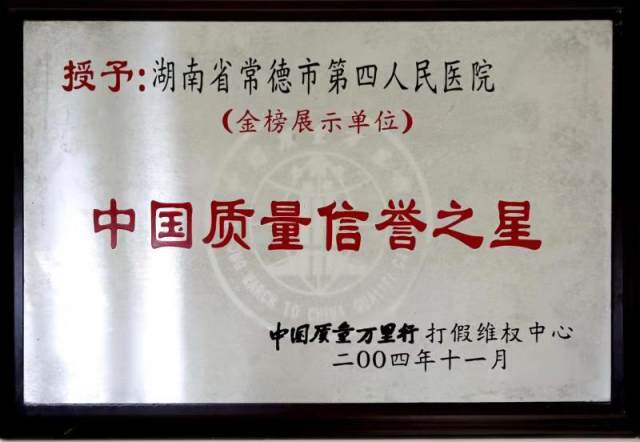 授予:湖南省常德市第四人民医院
(金榜展示单位)
中国质量信誉之星
中国质量万里行 打假维权中心
二00四年十一月